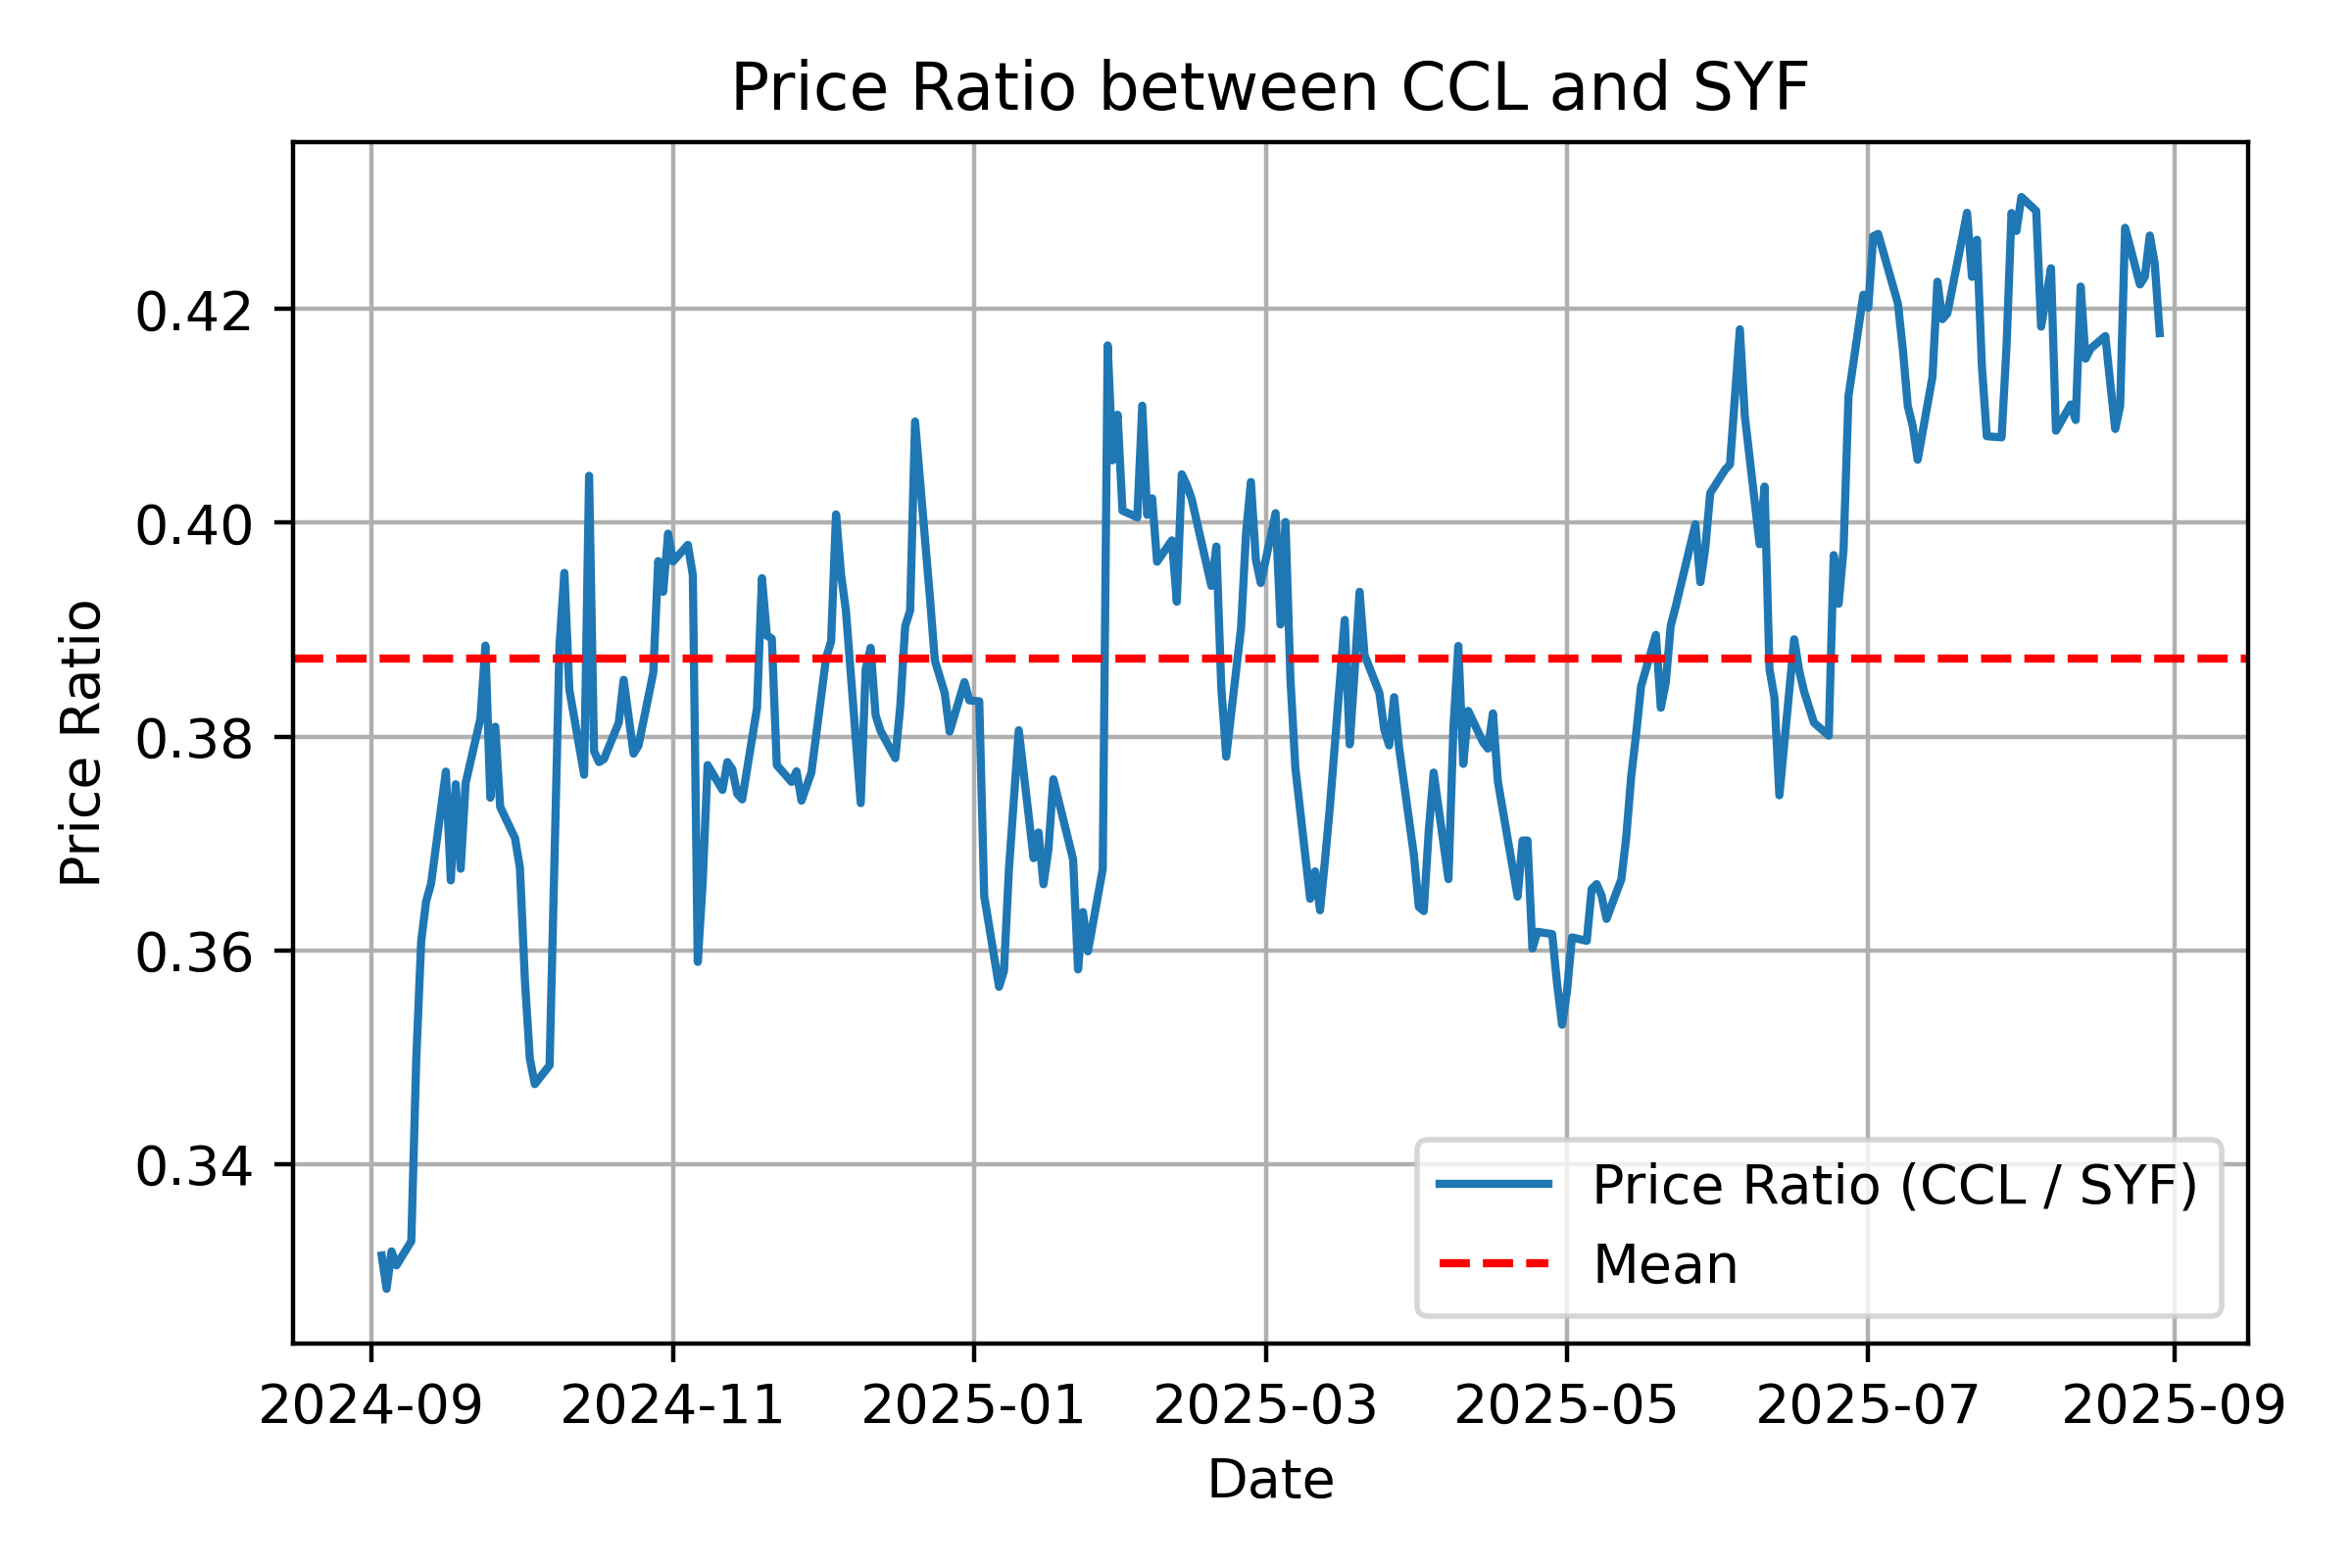 Price Ratio between CCL and SYF
Price Ratio
0.42
0.40
0.38
0.36
0.34
Price Ratio (CCL / SYF)
Mean
2024-09 2024-11 2025-01 2025-03 2025-05 2025-07 2025-09
Date